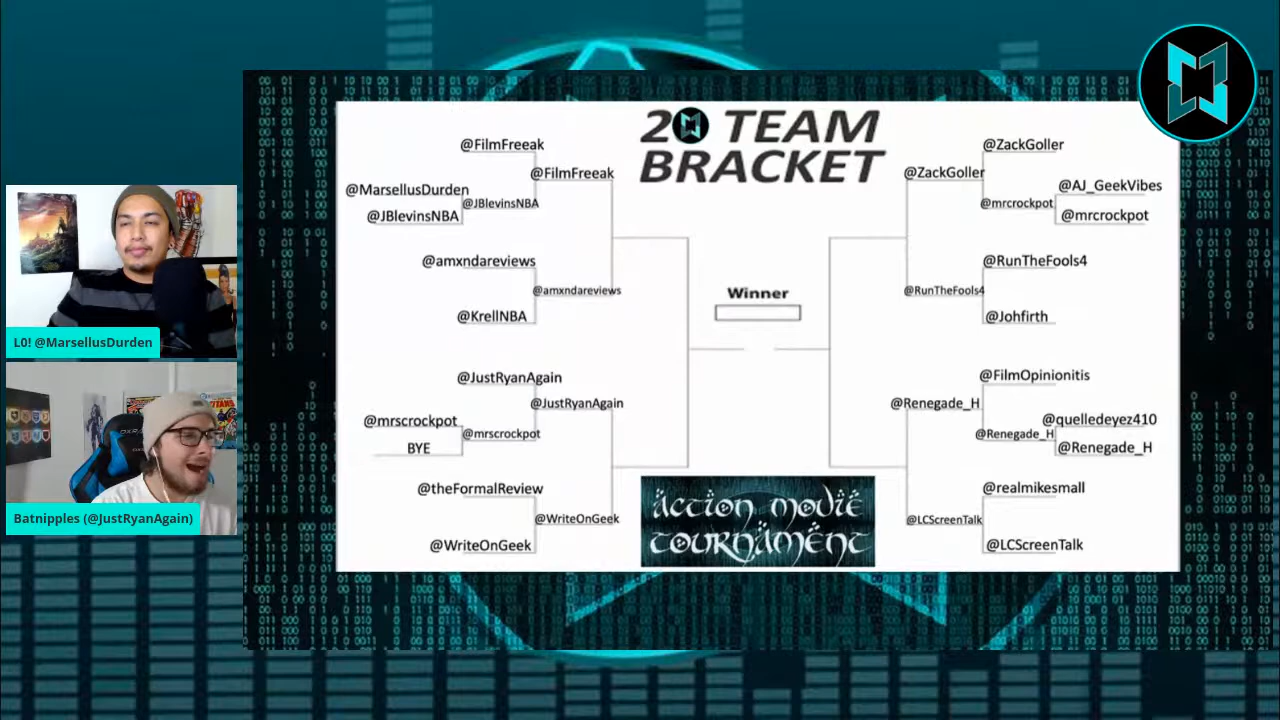 20 TEAM
BRACKET
@FilmFreeak
@FilmFreeak
@MarsellusDurden
@JBlevinsNBA
@JBlevinsNBA
@amxndareviews
@amxndareviews
@KrellNBA
@JustRyanAgain
@JustRyanAgain
@mrscrockpot
@mrscrockpot
BYE
@theFormalReview
@WriteOnGeek
@WriteOnGeek
Winner
@ZackGoller
@ZackGoller
@AJ_GeekVibes
@mrcrockpot
@mrcrockpot
@RunTheFools4
@RunTheFools4
@Johfirth
@FilmOpinionitis
@Renegade_H
@quelledeyez410
@Renegade_H
@Renegade_H
@realmikesmall
@LCScreenTalk
@LCScreenTalk
ACTION MOVIE
TOURNAMENT
L0! @MarsellusDurden
Batnipples (@JustRyanAgain)